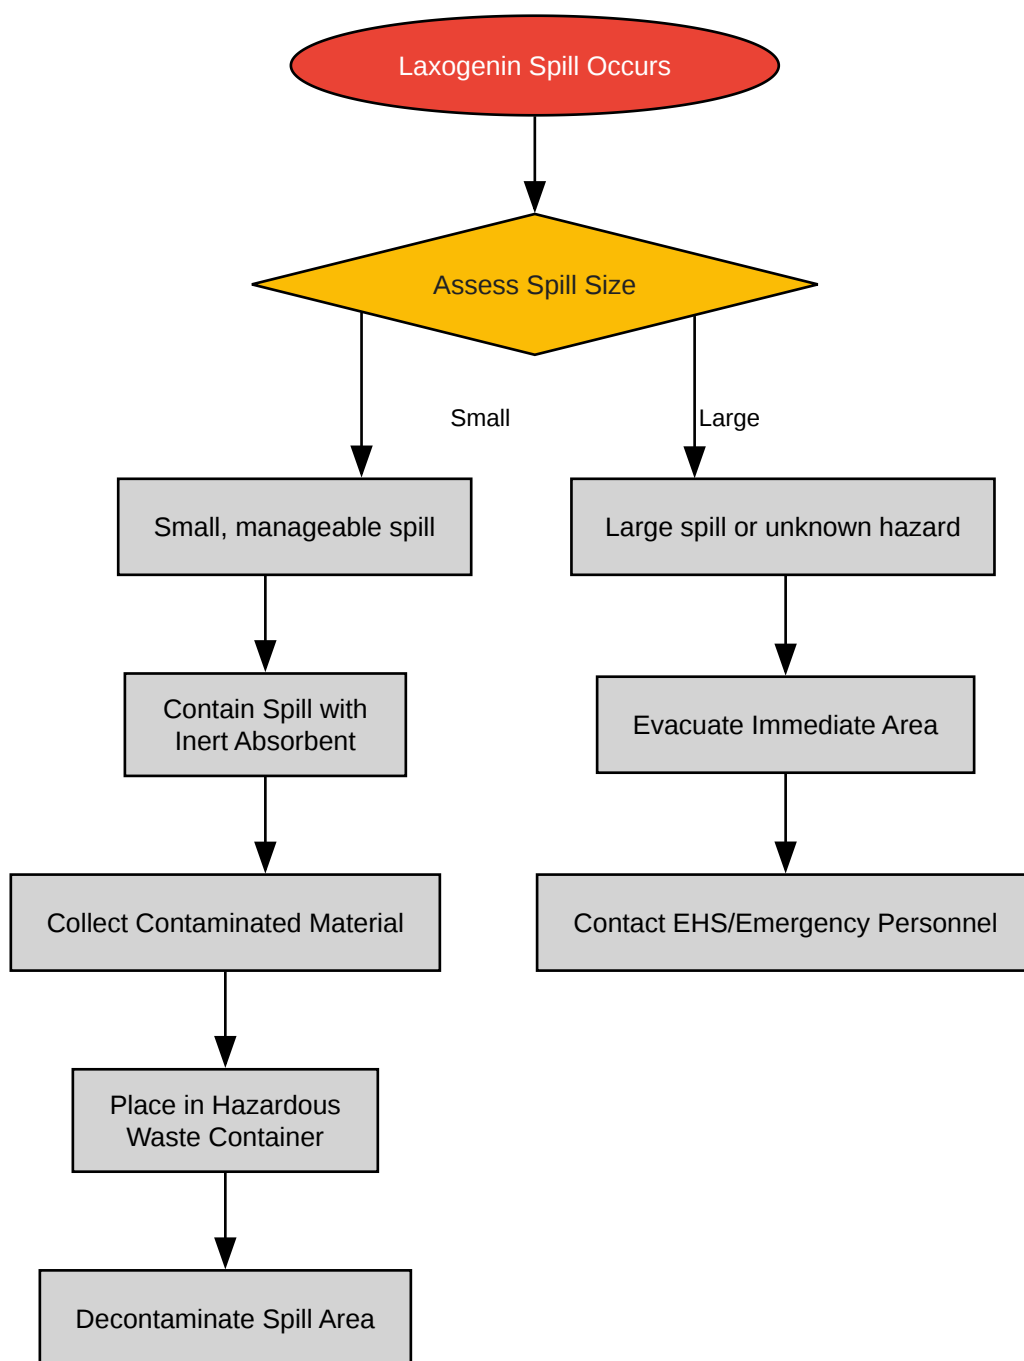 Laxogenin Spill Occurs
Assess Spill Size
Small
Large
Small, manageable spill
Large spill or unknown hazard
Contain Spill with
Inert Absorbent
Evacuate Immediate Area
Collect Contaminated Material
Contact EHS/Emergency Personnel
Place in Hazardous
Waste Container
Decontaminate Spill Area